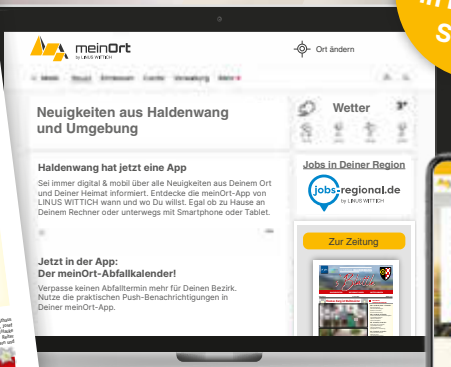 meinOrt
by LINUS WITTICH
Ort ändern
Neuigkeiten aus Haldenwang
und Umgebung
Wetter
3°
Haldenwang hat jetzt eine App
Sei immer digital & mobil über alle Neuigkeiten aus Deinem Ort
und Deiner Heimat informiert. Entdecke die meinOrt-App von
LINUS WITTICH wann und wo Du willst. Egal ob zu Hause an
Deinem Rechner oder unterwegs mit Smartphone oder Tablet.
Jetzt in der App:
Der meinOrt-Abfallkalender!
Verpasse keinen Abfalltermin mehr für Deinen Bezirk.
Nutze die praktischen Push-Benachrichtigungen in
Deiner meinOrt-App.
Jobs in Deiner Region
jobs-regional.de
by LINUS WITTICH
Zur Zeitung